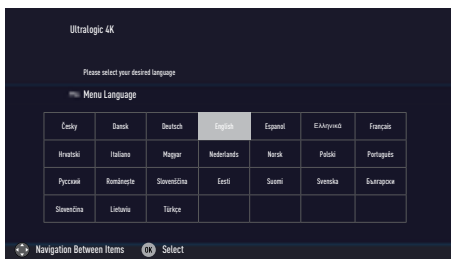 Ultralogic 4K
Please select your desired language
Menu Language
Česky Dansk Deutsch English Espanol Ελληνικά Français
Hrvatski Italiano Magyar Nederlands Norsk Polski Português
Русский Românește Slovenščina Eesti Suomi Svenska Български
Slovenčina Lietuviu Türkçe
Navigation Between Items OK Select